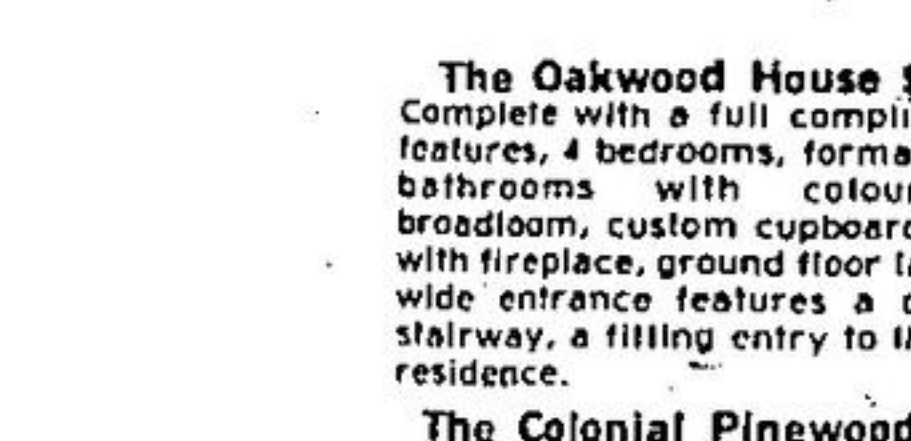 The Oakwood House $
Complete with a full compli
features, 4 bedrooms, forma
bathrooms with colour
broadloom, custom cupboard
with fireplace, ground floor
wide entrance features a
stairway, a fitting entry to
residence.
The Colonial Pinewood